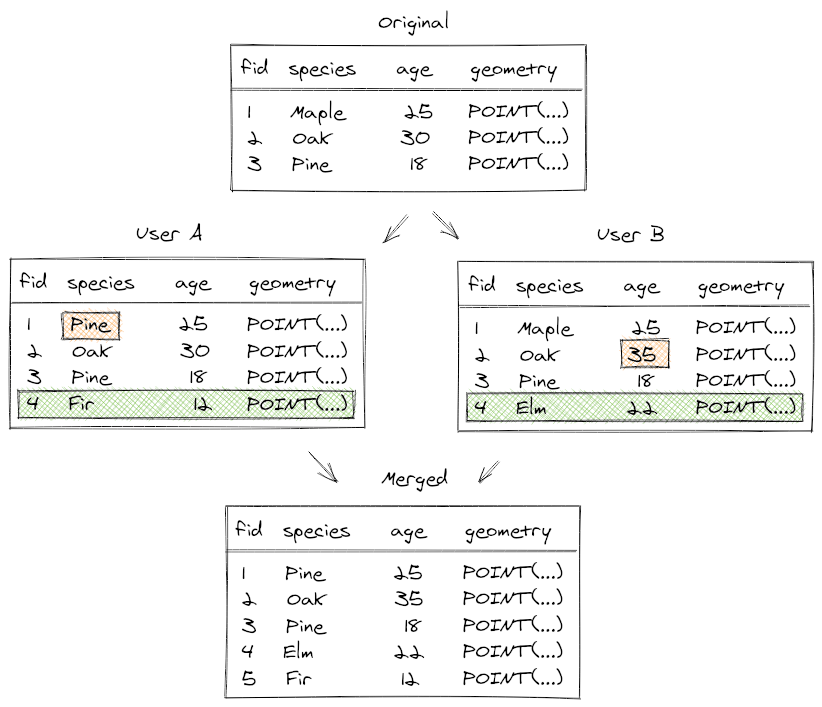 Original
fid species age geometry
1 Maple 25 POINT(...)
2 Oak 30 POINT(...)
3 Pine 18 POINT(...)
User A
fid species age geometry
1 Pine 25 POINT(...)
2 Oak 30 POINT(...)
3 Pine 18 POINT(...)
4 Fir 12 POINT(...)
User B
fid species age geometry
1 Maple 25 POINT(...)
2 Oak 35 POINT(...)
3 Pine 18 POINT(...)
4 Elm 22 POINT(...)
Merged
fid species age geometry
1 Pine 25 POINT(...)
2 Oak 35 POINT(...)
3 Pine 18 POINT(...)
4 Elm 22 POINT(...)
5 Fir 12 POINT(...)